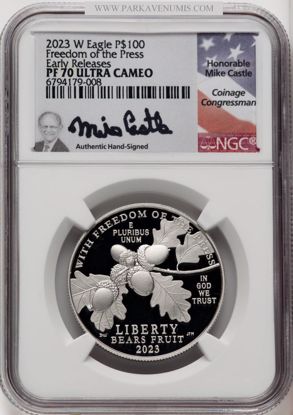 WWW.PARKAVENUMIS.COM
2023 W Eagle P$100
Freedom of the Press
Early Releases
PF 70 ULTRA CAMEO
6794179-008
Honorable
Mike Castle
Coinage
Congressman
Authentic Hand-Signed
NGC
WITH FREEDOM OF THE PRESS
E
PLURIBUS
UNUM
IN
GOD
WE
TRUST
LIBERTY
BEARS FRUIT
2023